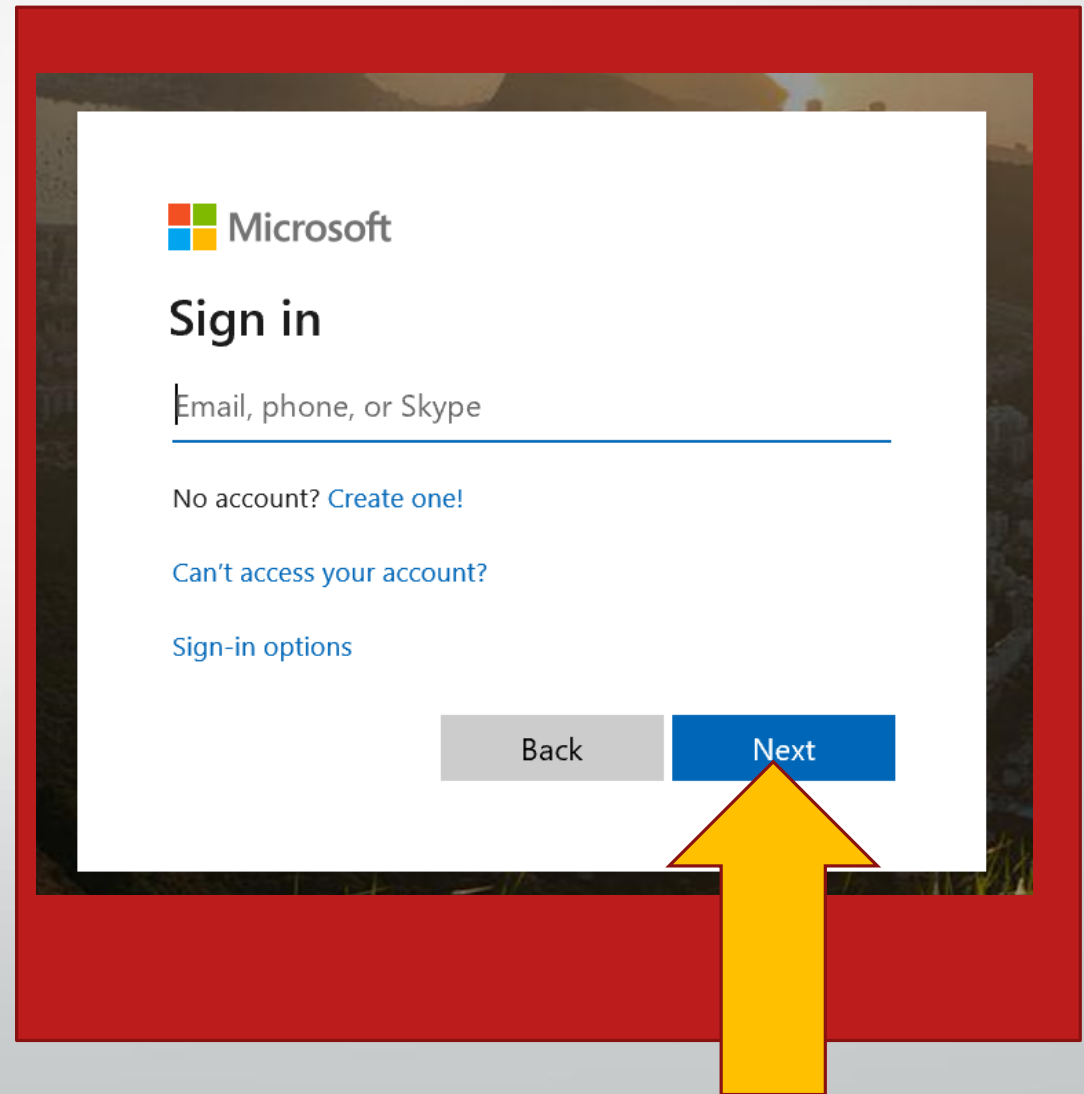 Microsoft
Sign in
Email, phone, or Skype
No account? Create one!
Can't access your account?
Sign-in options
Back Next